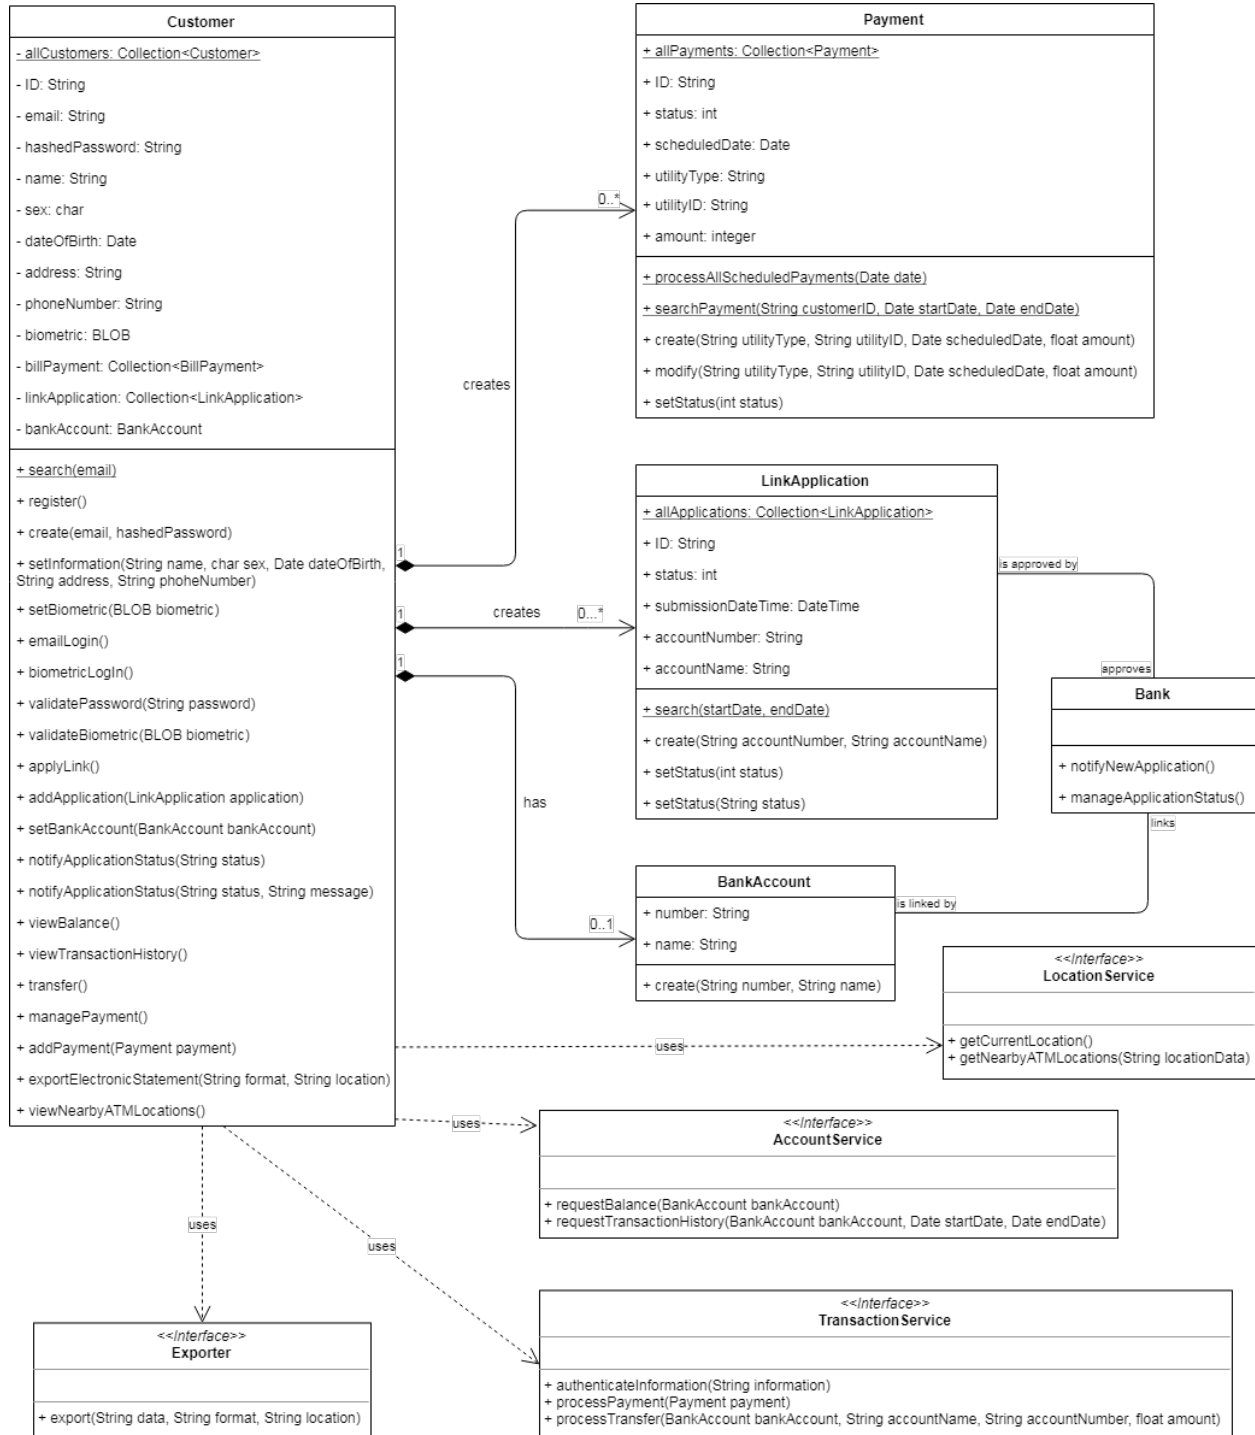 Customer
- allCustomers: Collection<Customer>
- ID: String
- email: String
- hashedPassword: String
- name: String
- sex: char
- dateOfBirth: Date
- address: String
- phoneNumber: String
- biometric: BLOB
- billPayment: Collection<BillPayment>
- linkApplication: Collection<LinkApplication>
- bankAccount: BankAccount
+ search(email)
+ register()
+ create(email, hashedPassword)
+ setInformation(String name, char sex, Date dateOfBirth,
String address, String phoheNumber)
+ setBiometric(BLOB biometric)
+ emailLogin()
+ biometricLogIn()
+ validatePassword(String password)
+ validateBiometric(BLOB biometric)
+ applyLink()
+ addApplication(LinkApplication application)
+ setBankAccount(BankAccount bankAccount)
+ notifyApplicationStatus(String status)
+ notifyApplicationStatus(String status, String message)
+ viewBalance()
+ viewTransactionHistory()
+ transfer()
+ managePayment()
+ addPayment(Payment payment)
+ exportElectronicStatement(String format, String location)
+ viewNearbyATMLocations()
Payment
+ allPayments: Collection<Payment>
+ ID: String
+ status: int
+ scheduledDate: Date
+ utilityType: String
+ utilityID: String
+ amount: integer
+ processAllScheduledPayments(Date date)
+ searchPayment(String customerID, Date startDate, Date endDate)
+ create(String utilityType, String utilityID, Date scheduledDate, float amount)
+ modify(String utilityType, String utilityID, Date scheduledDate, float amount)
+ setStatus(int status)
0..*
creates
1
LinkApplication
+ allApplications: Collection<LinkApplication>
+ ID: String
+ status: int
+ submissionDateTime: DateTime
+ accountNumber: String
+ accountName: String
+ search(startDate, endDate)
+ create(String accountNumber, String accountName)
+ setStatus(int status)
+ setStatus(String status)
1
creates
0...*
is approved by
approves
Bank
+ notifyNewApplication()
+ manageApplicationStatus()
links
is linked by
1
has
0..1
BankAccount
+ number: String
+ name: String
+ create(String number, String name)
<<Interface>>
LocationService
+ getCurrentLocation()
+ getNearbyATMLocations(String locationData)
uses
<<Interface>>
AccountService
+ requestBalance(BankAccount bankAccount)
+ requestTransactionHistory(BankAccount bankAccount, Date startDate, Date endDate)
uses
uses
uses
<<Interface>>
TransactionService
+ authenticateInformation(String information)
+ processPayment(Payment payment)
+ processTransfer(BankAccount bankAccount, String accountName, String accountNumber, float amount)
<<Interface>>
Exporter
+ export(String data, String format, String location)